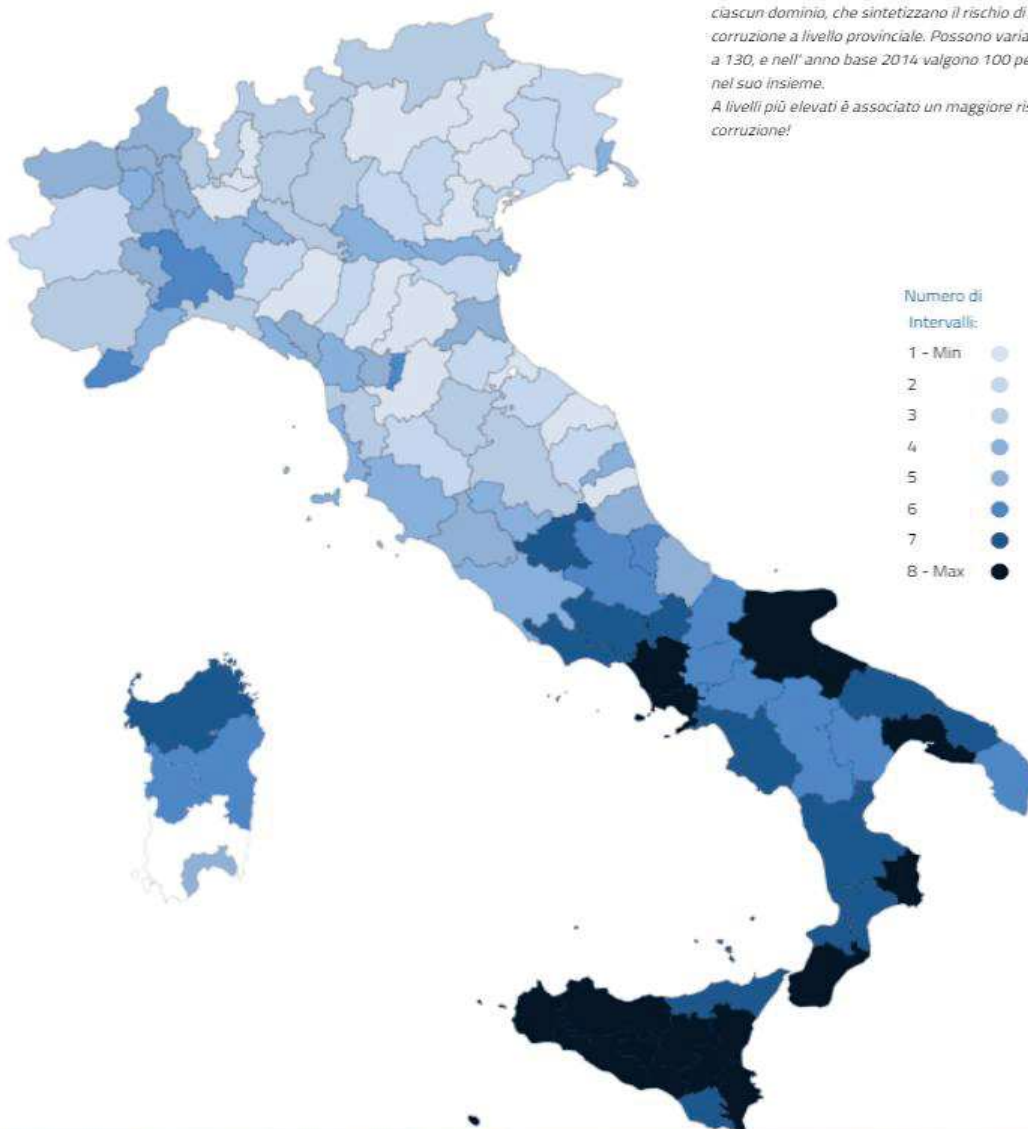 ciascun dominio, che sintetizzano il rischio di
corruzione a livello provinciale. Possono varia
a 130, e nell' anno base 2014 valgono 100 pe
nel suo insieme.
A livelli più elevati è associato un maggiore ris
corruzione!
Numero di
Intervalli:
1 - Min
2
3
4
5
6
7
8 - Max